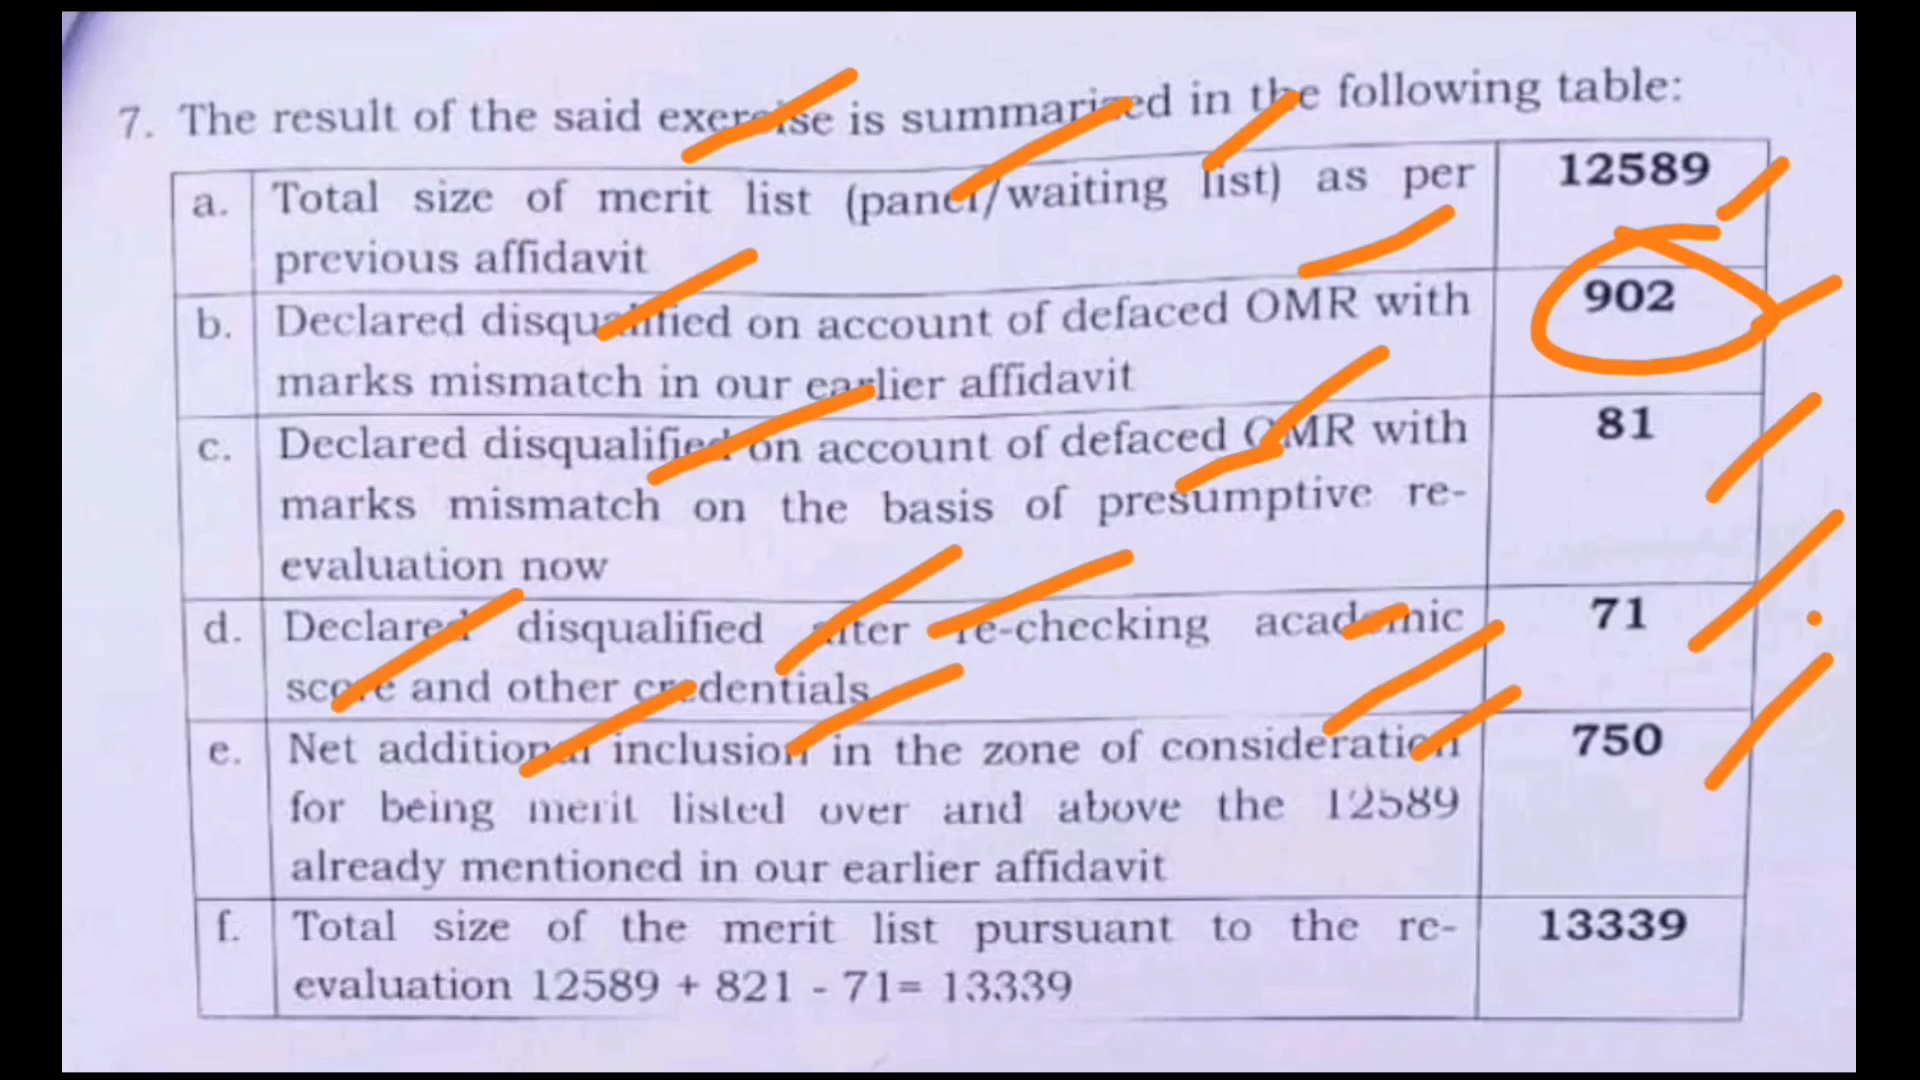 7. The result of the said exercise is summarized in the following table:
a. Total size of merit list (panel/waiting list) as per 12589
previous affidavit
b. Declared disqualified on account of defaced OMR with 902
marks mismatch in our earlier affidavit
c. Declared disqualified on account of defaced OMR with 81
marks mismatch on the basis of presumptive re-
evaluation now
d. Declared disqualified after re-checking academic 71
score and other credentials
e. Net additional inclusion in the zone of consideration 750
for being merit listed over and above the 12589
already mentioned in our earlier affidavit
f. Total size of the merit list pursuant to the re- 13339
evaluation 12589 + 821 - 71= 13339